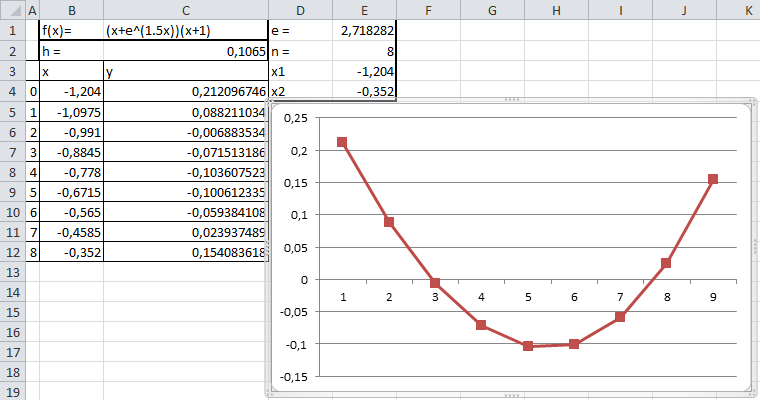 A B C D E F G H I J K
1 f(x)= (x+e^(1.5x))(x+1) e = 2,718282
2 h = 0,1065 n = 8
3 x y x1 -1,204
4 0 -1,204 0,212096746 x2 -0,352
5 1 -1,0975 0,088211034
6 2 -0,991 -0,006883534
7 3 -0,8845 -0,071513186
8 4 -0,778 -0,103607523
9 5 -0,6715 -0,100612335
10 6 -0,565 -0,059384108
11 7 -0,4585 0,023937489
12 8 -0,352 0,154083618
13
14
15
16
17
18
19
0,25
0,2
0,15
0,1
0,05
0
-0,05
-0,1
-0,15
1 2 3 4 5 6 7 8 9